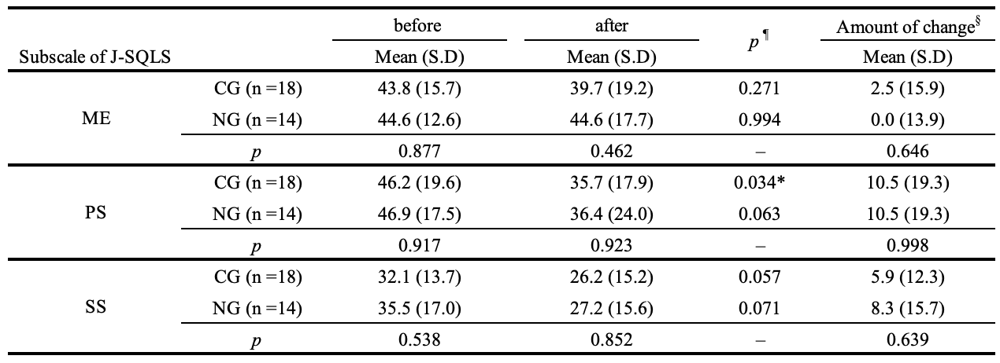 before after p ¶ Amount of change§
Subscale of J-SQLS Mean (S.D) Mean (S.D) Mean (S.D)
CG (n =18) 43.8 (15.7) 39.7 (19.2) 0.271 2.5 (15.9)
ME NG (n =14) 44.6 (12.6) 44.6 (17.7) 0.994 0.0 (13.9)
p 0.877 0.462 – 0.646
CG (n =18) 46.2 (19.6) 35.7 (17.9) 0.034* 10.5 (19.3)
PS NG (n =14) 46.9 (17.5) 36.4 (24.0) 0.063 10.5 (19.3)
p 0.917 0.923 – 0.998
CG (n =18) 32.1 (13.7) 26.2 (15.2) 0.057 5.9 (12.3)
SS NG (n =14) 35.5 (17.0) 27.2 (15.6) 0.071 8.3 (15.7)
p 0.538 0.852 – 0.639